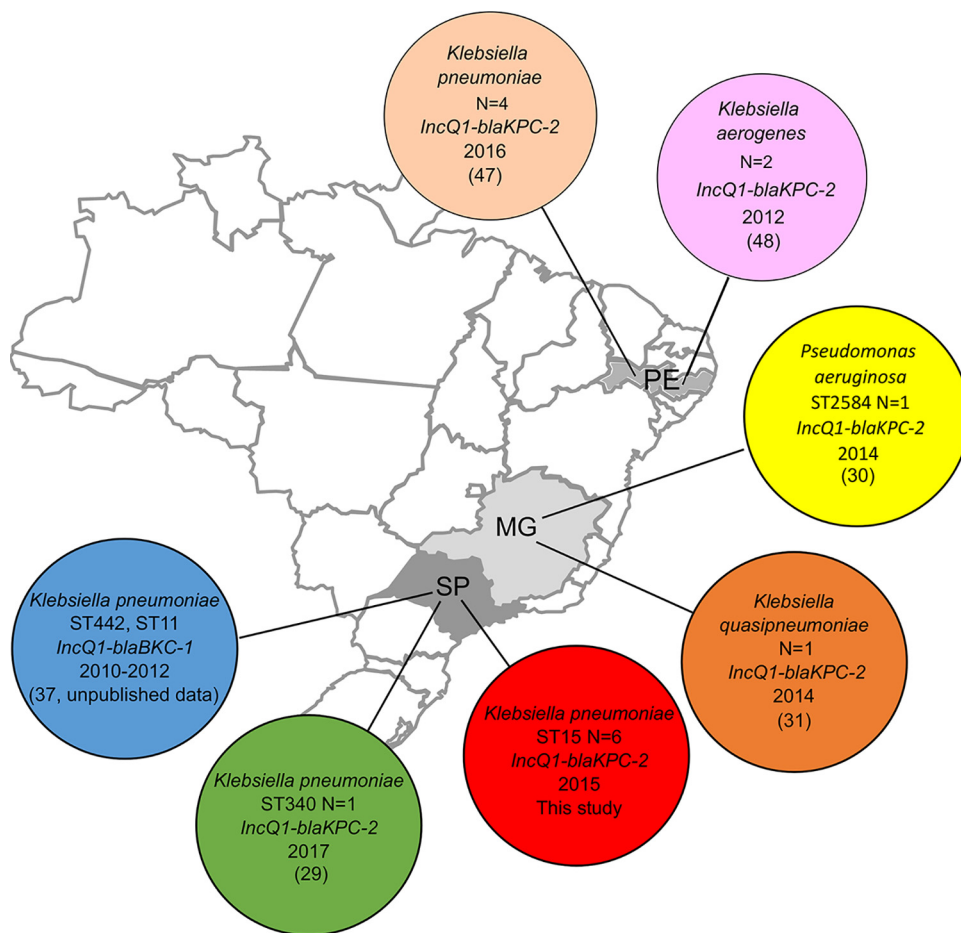 Klebsiella
pneumoniae
N=4
IncQ1-blaKPC-2
2016
(47)
Klebsiella
aerogenes
N=2
IncQ1-blaKPC-2
2012
(48)
PE
Pseudomonas
aeruginosa
ST2584 N=1
IncQ1-blaKPC-2
2014
(30)
MG
SP
Klebsiella pneumoniae
ST442, ST11
IncQ1-blaBKC-1
2010-2012
(37, unpublished data)
Klebsiella
quasipneumoniae
N=1
IncQ1-blaKPC-2
2014
(31)
Klebsiella pneumoniae
ST15 N=6
IncQ1-blaKPC-2
2015
This study
Klebsiella pneumoniae
ST340 N=1
IncQ1-blaKPC-2
2017
(29)